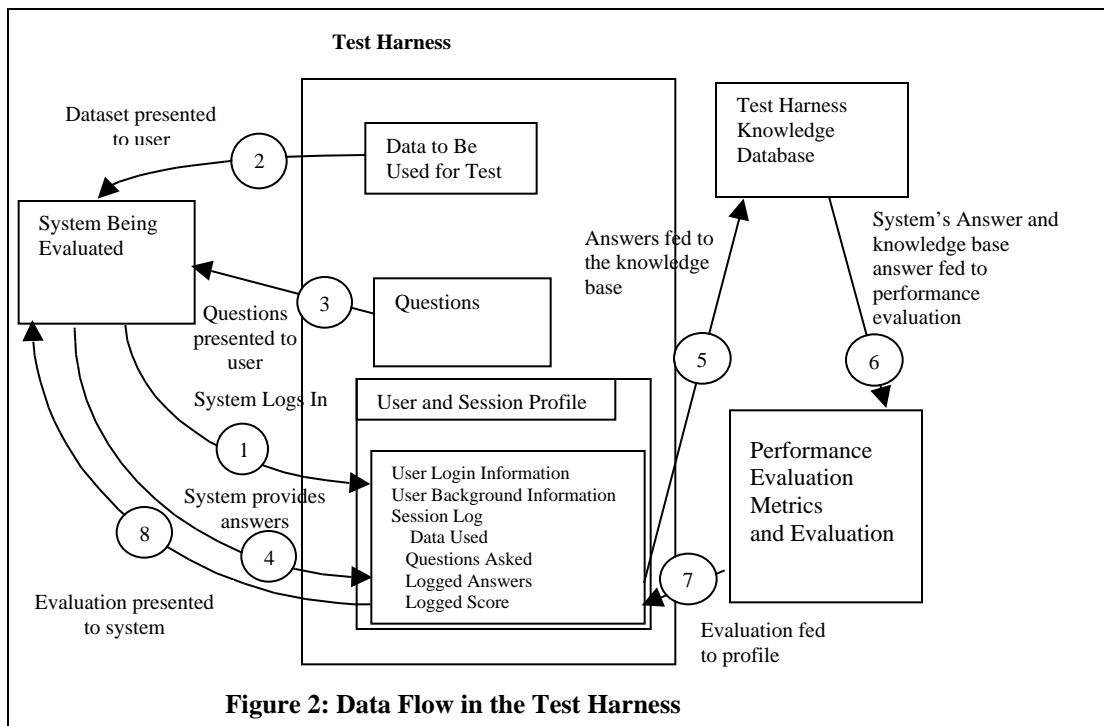 Test Harness
Dataset presented
to user
2
Data to Be
Used for Test
Test Harness
Knowledge
Database
System Being
Evaluated
Answers fed to
the knowledge
base
System's Answer and
knowledge base
answer fed to
performance
evaluation
3
Questions
Questions
presented to
user
5
6
System Logs In
User and Session Profile
1
User Login Information
User Background Information
Session Log
Data Used
Questions Asked
Logged Answers
Logged Score
Performance
Evaluation
Metrics
and Evaluation
System provides
answers
8
4
7
Evaluation presented
to system
Evaluation fed
to profile
Figure 2: Data Flow in the Test Harness